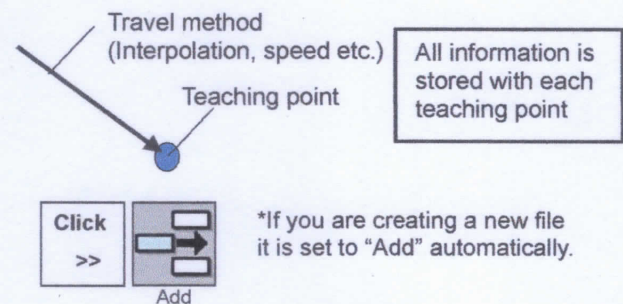 Travel method
(Interpolation, speed etc.)
Teaching point
All information is
stored with each
teaching point
Click
>>
Add
*If you are creating a new file
it is set to “Add” automatically.